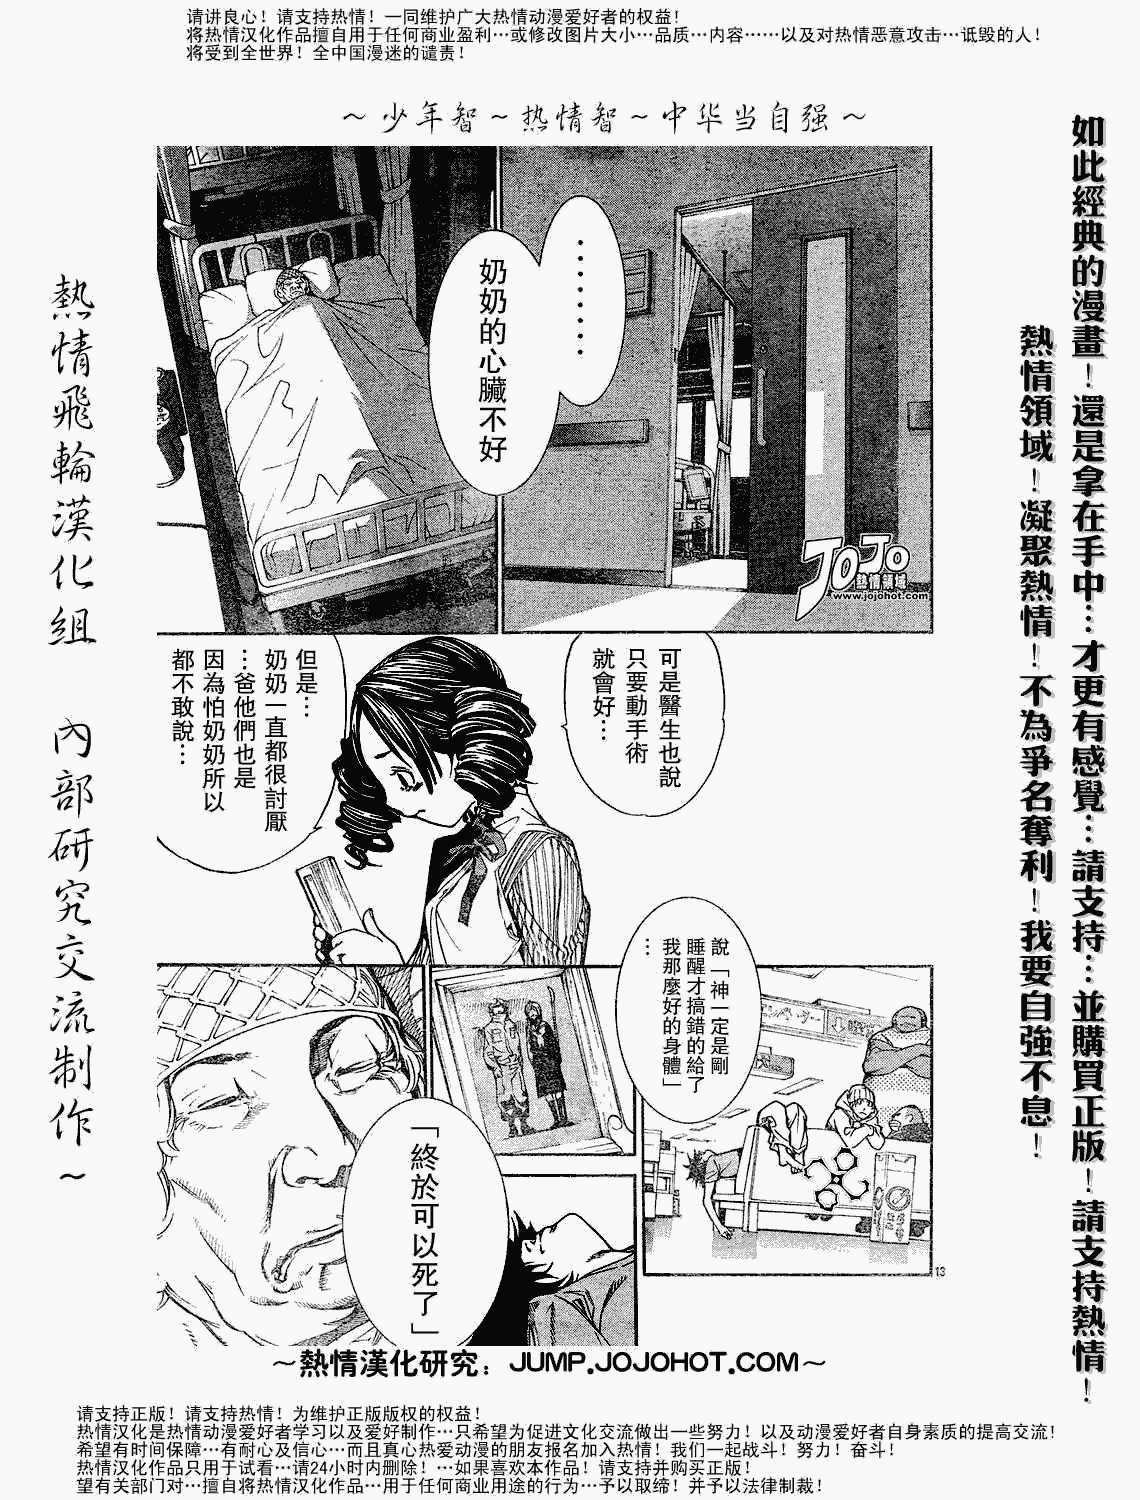 请讲良心！请支持热情！一同维护广大热情动漫爱好者的权益！
将热情汉化作品擅自用于任何商业盈利…或修改图片大小…品质…内容……以及对热情恶意攻击…诋毁的人！
将受到全世界！全中国漫迷的谴责！
～少年智～热情智～中华当自强～
如此經典的漫畫！還是拿在手中…才更有感覺…請支持…並購買正版！請支持熱情！
熱情領域！凝聚熱情！不為爭名奪利！我要自強不息！
熱情飛輪漢化組 內部研究交流制作～
………
奶奶的心臟不好
JOJO
熱情領域
www.jojohot.com
可是醫生也說
只要動手術
就會好…
但是…
奶奶一直都很討厭
…爸他們也是
因為怕奶奶所以
都不敢說…
說「神一定是剛
睡醒才搞錯的給了
我那麼好的身體」
…
「終於可以死了」
13
～熱情漢化研究：JUMP.JOJOHOT.COM～
请支持正版！请支持热情！为维护正版版权的权益！
热情汉化是热情动漫爱好者学习以及爱好制作…只希望为促进文化交流做出一些努力！以及动漫爱好者自身素质的提高交流！
希望有时间保障…有耐心及信心…而且真心热爱动漫的朋友报名加入热情！我们一起战斗！努力！奋斗！
热情汉化作品只用于试看…请24小时内删除！…如果喜欢本作品！请支持并购买正版！
望有关部门对…擅自将热情汉化作品…用于任何商业用途的行为…予以取缔！并予以法律制裁！